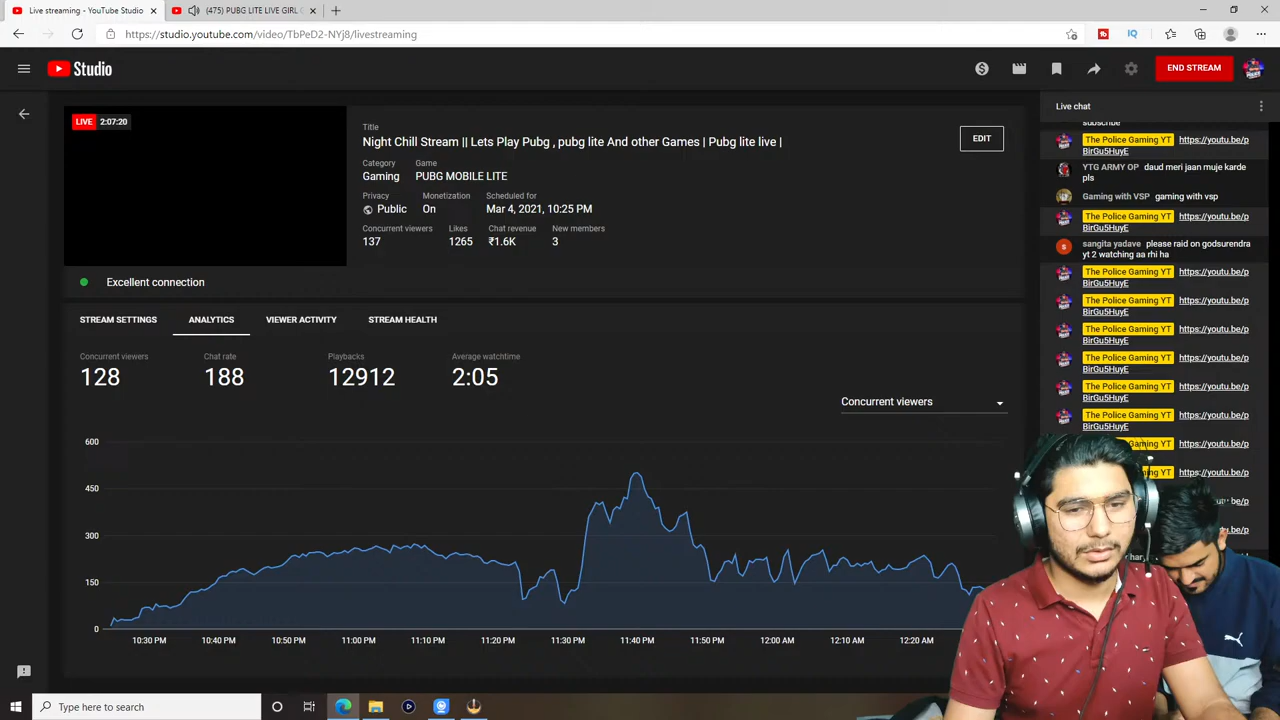 Live streaming - YouTube Studio
(475) PUBG LITE LIVE GIRL
https://studio.youtube.com/video/TbPeD2-NYj8/livestreaming
IQ
Studio
END STREAM
LIVE 2:07:20
Title
Night Chili Stream || Lets Play Pubg , pubg lite And other Games | Pubg lite live |
EDIT
Category Game
Gaming PUBG MOBILE LITE
Privacy Monetization Scheduled for
Public On Mar 4, 2021, 10:25 PM
Concurrent viewers Likes Chat revenue New members
137 1265 ₹1.6K 3
Excellent connection
STREAM SETTINGS ANALYTICS VIEWER ACTIVITY STREAM HEALTH
Concurrent viewers Chat rate Playbacks Average watchtime
128 188 12912 2:05
Concurrent viewers
600
450
300
150
0
10:30 PM 10:40 PM 10:50 PM 11:00 PM 11:10 PM 11:20 PM 11:30 PM 11:40 PM 11:50 PM 12:00 AM 12:10 AM 12:20 AM
Live chat
subscribe
The Police Gaming YT https://youtu.be/p
BirGu5HuyE
YTG ARMY OP daud meri jaan muje karde
pls
Gaming with VSP gaming with vsp
The Police Gaming YT https://youtu.be/p
BirGu5HuyE
sangita yadave please raid on godsurendra
yt 2 watching aa rhi ha
The Police Gaming YT https://youtu.be/p
BirGu5HuyE
The Police Gaming YT https://youtu.be/p
BirGu5HuyE
The Police Gaming YT https://youtu.be/p
BirGu5HuyE
The Police Gaming YT https://youtu.be/p
BirGu5HuyE
The Police Gaming YT https://youtu.be/p
BirGu5HuyE
The Police Gaming YT https://youtu.be/p
BirGu5HuyE
Gaming YT https://youtu.be/p
YT https://youtu.be/p
Type here to search